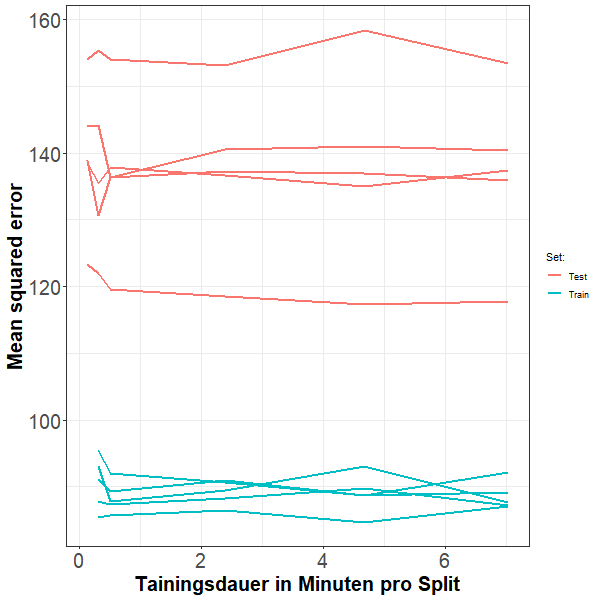 160
140
120
100
Mean squared error
0 2 4 6
Tainingsdauer in Minuten pro Split
Set:
Test
Train